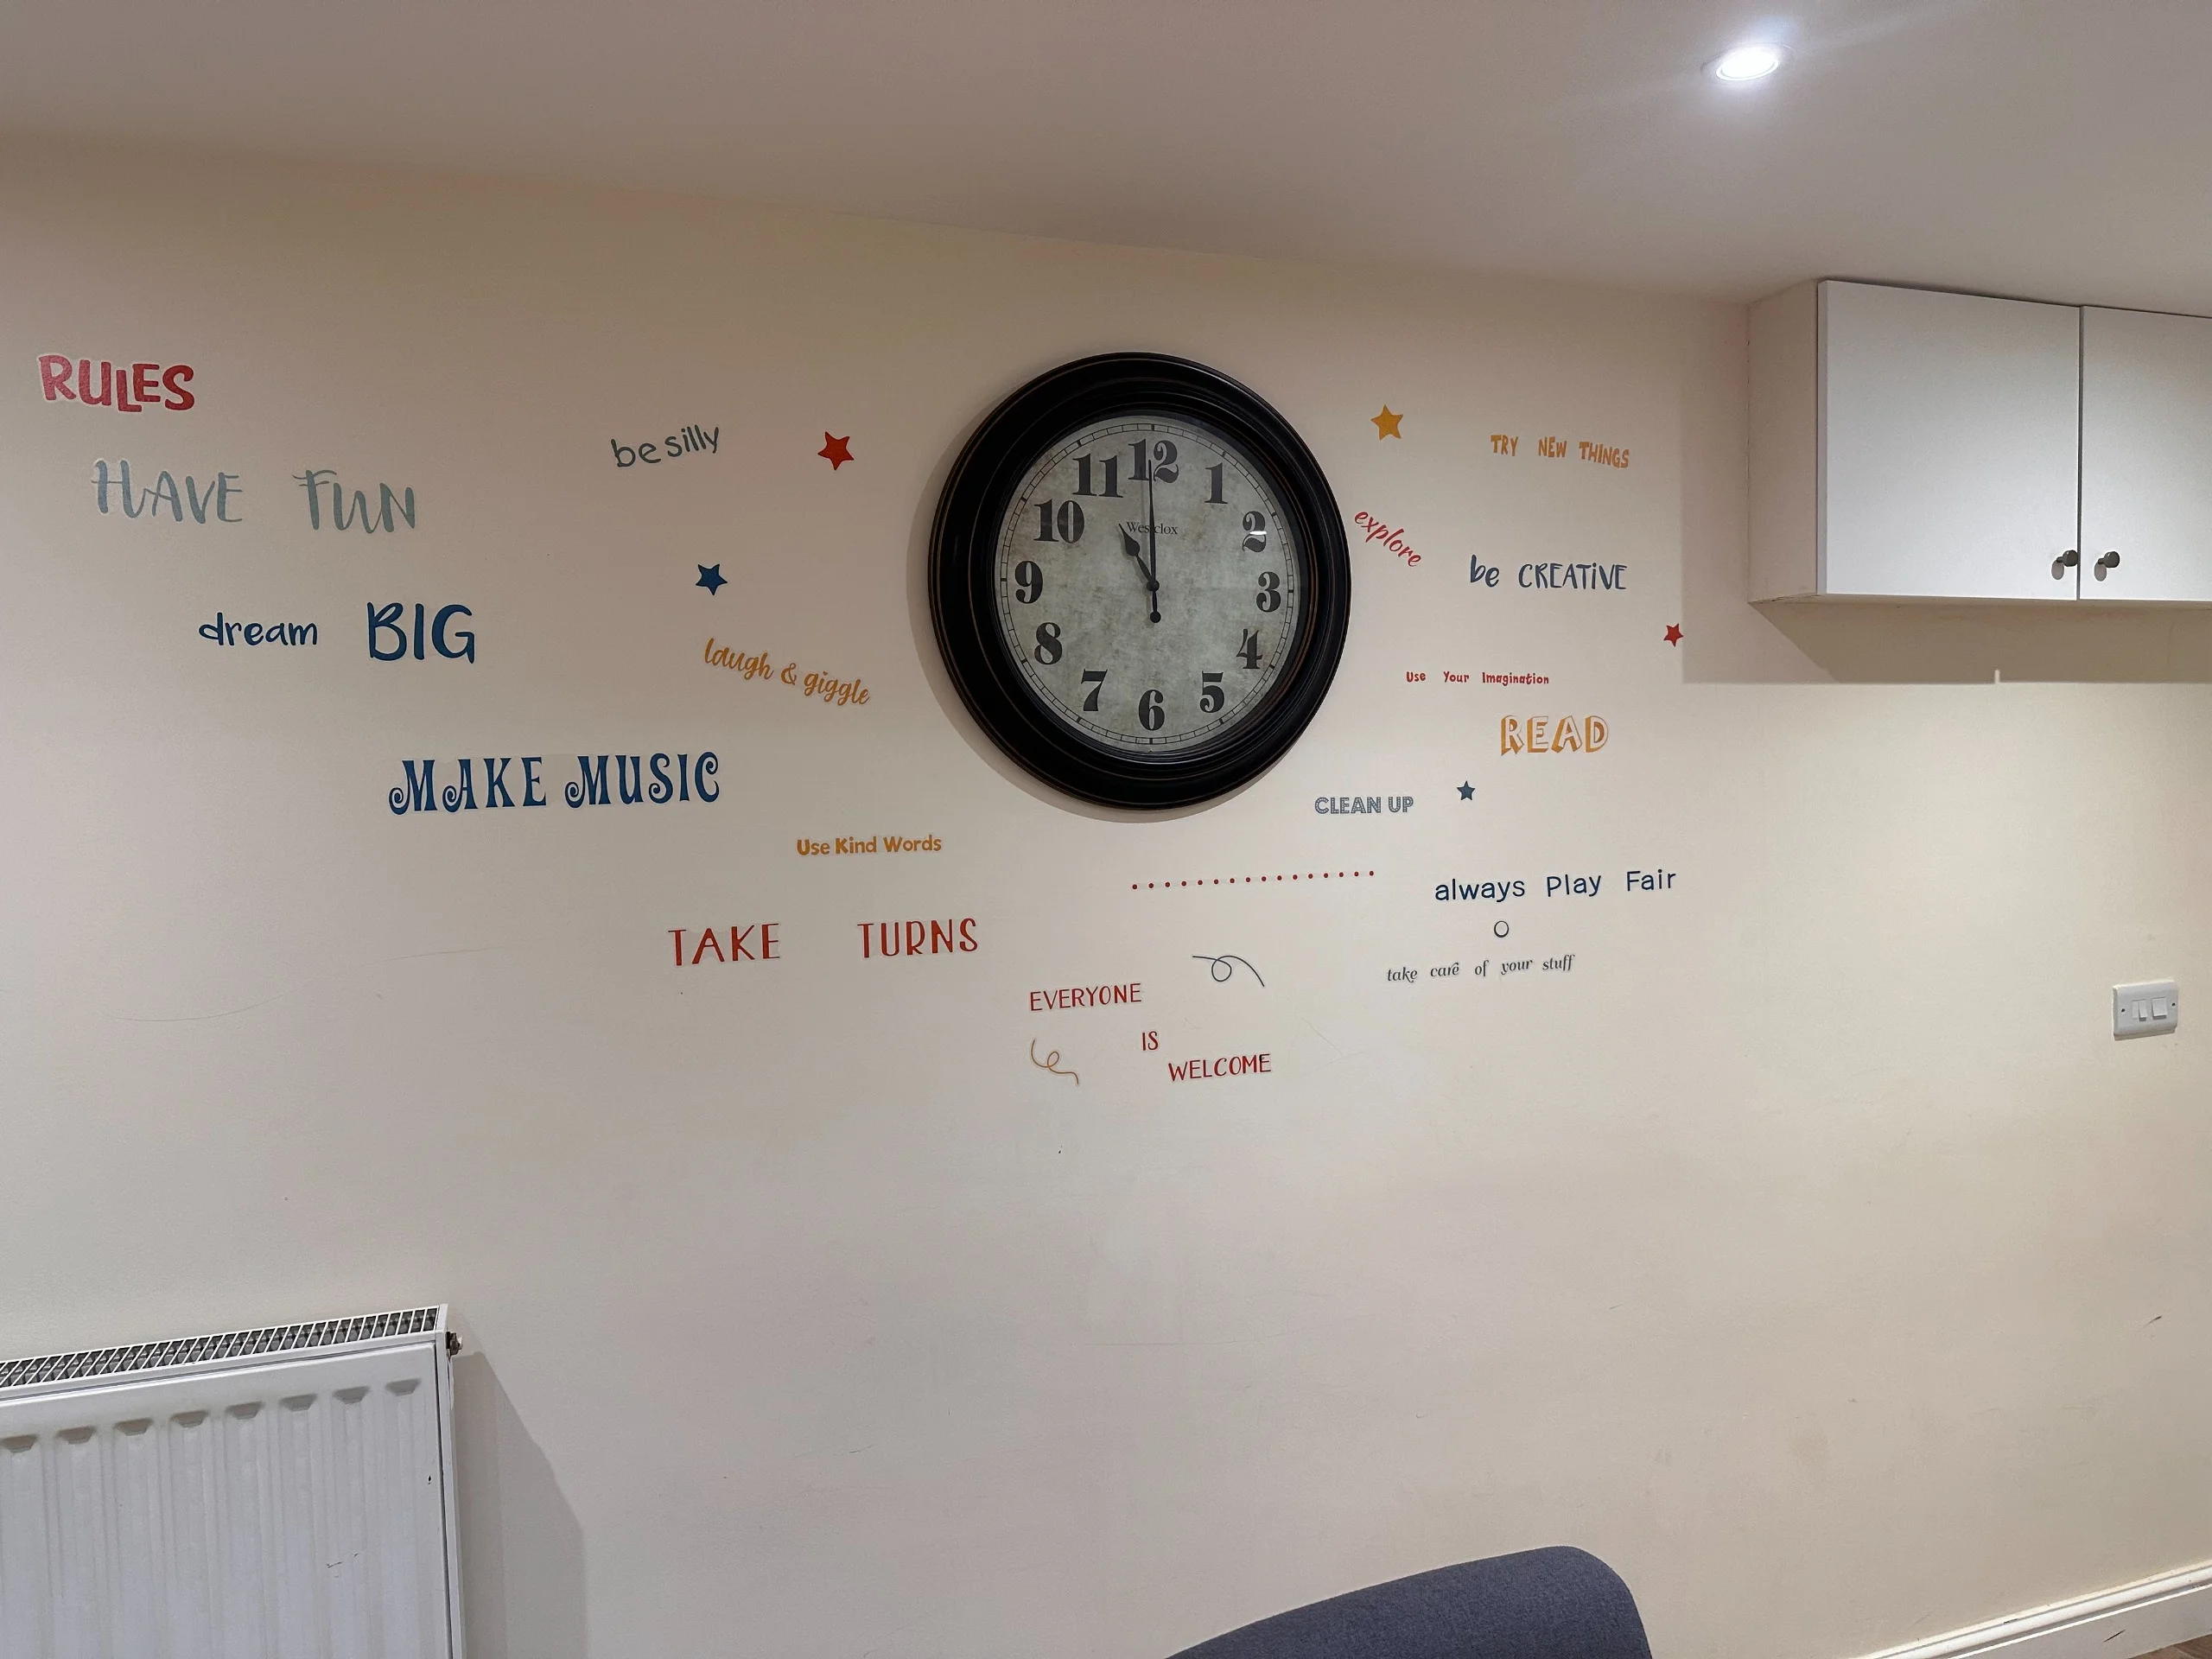 RULES
HAVE FUN
dream BIG
MAKE MUSIC
be silly
laugh & giggle
Use Kind Words
TAKE TURNS
EVERYONE
IS
WELCOME
12
1
2
3
4
5
6
7
8
9
10
11
Westclox
TRY NEW THINGS
explore
be CREATiVE
Use Your Imagination
READ
CLEAN UP
always Play Fair
take care of your stuff